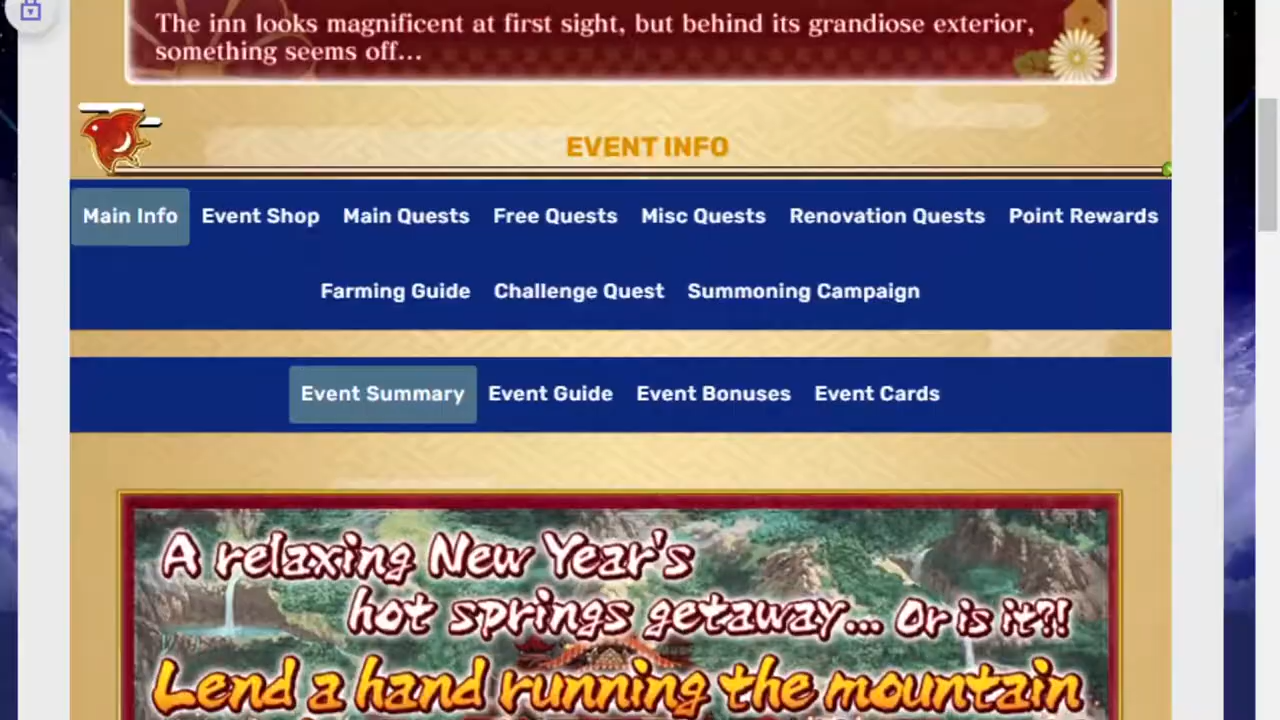 The inn looks magnificent at first sight, but behind its grandiose exterior,
something seems off...
EVENT INFO
Main Info Event Shop Main Quests Free Quests Misc Quests Renovation Quests Point Rewards
Farming Guide Challenge Quest Summoning Campaign
Event Summary Event Guide Event Bonuses Event Cards
A relaxing New Year's
hot springs getaway... Or is it?!
Lend a hand running the mountain